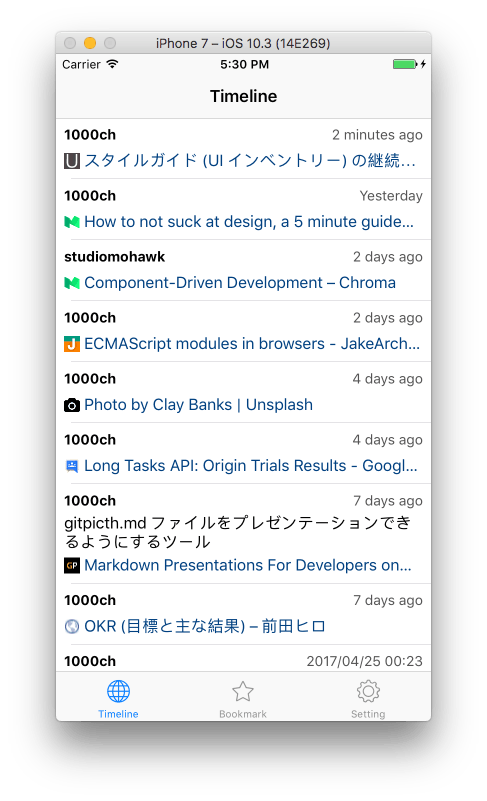 iPhone 7 – iOS 10.3 (14E269)
Carrier 5:30 PM
Timeline
1000ch 2 minutes ago
スタイルガイド (UI インベントリー) の継続…
1000ch Yesterday
How to not suck at design, a 5 minute guide…
studiomohawk 2 days ago
Component-Driven Development – Chroma
1000ch 2 days ago
ECMAScript modules in browsers - JakeArch…
1000ch 4 days ago
Photo by Clay Banks | Unsplash
1000ch 4 days ago
Long Tasks API: Origin Trials Results - Googl…
1000ch 7 days ago
gitpicth.md ファイルをプレゼンテーションでき
るようにするツール
GP Markdown Presentations For Developers on…
1000ch 7 days ago
OKR (目標と主な結果) – 前田ヒロ
1000ch 2017/04/25 00:23
Timeline Bookmark Setting